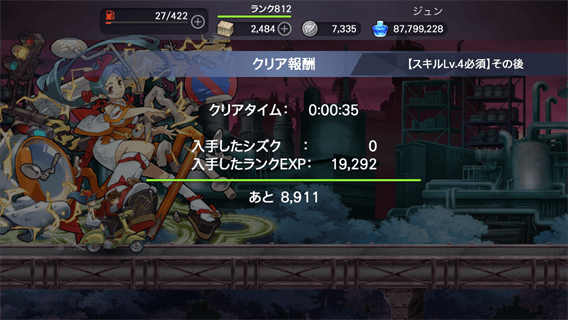 27/422
ランク812
2,484
7,335
ジュン
87,799,228
クリア報酬
【スキルLv.4必須】その後
クリアタイム： 0:00:35
入手したシズク ： 0
入手したランクEXP： 19,292
あと 8,911